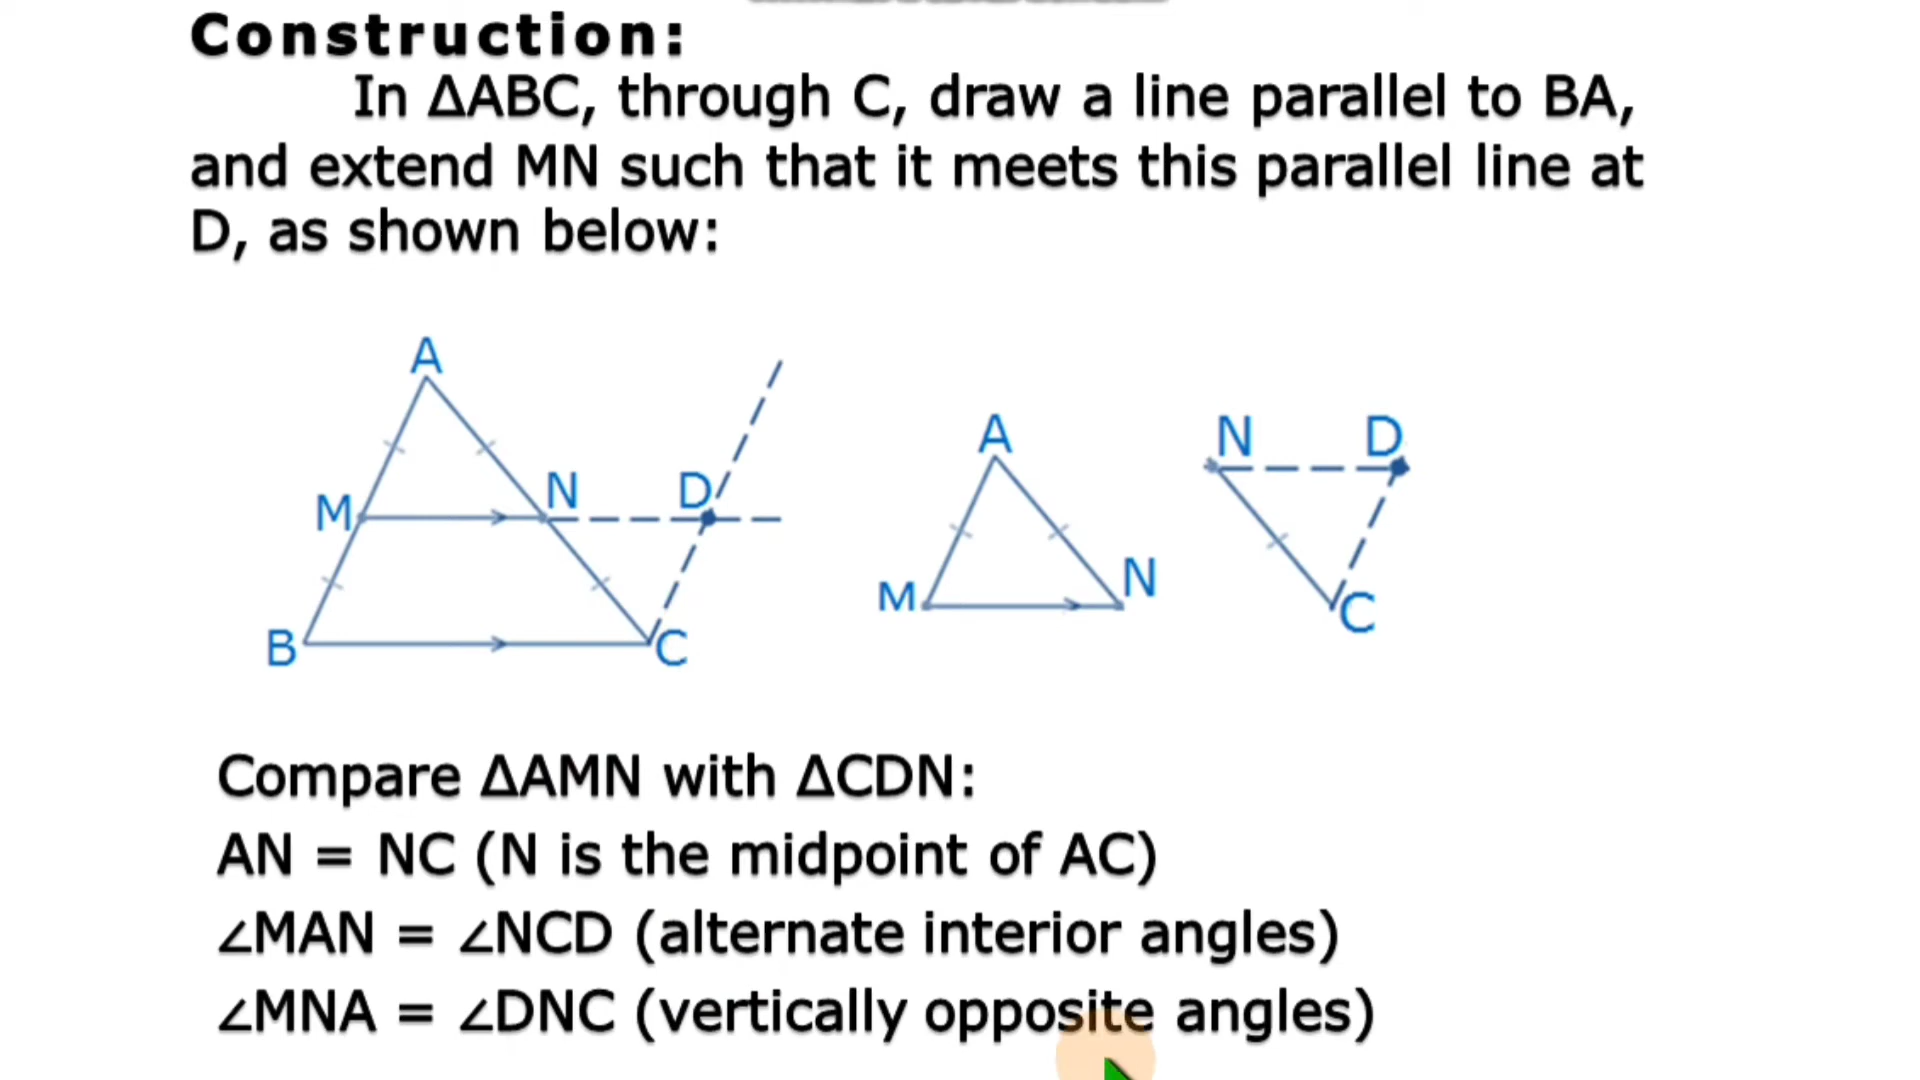 Construction:
In ΔABC, through C, draw a line parallel to BA,
and extend MN such that it meets this parallel line at
D, as shown below:
A
M
N
D
B
C
A
M
N
N
D
C
Compare ΔAMN with ΔCDN:
AN = NC (N is the midpoint of AC)
∠MAN = ∠NCD (alternate interior angles)
∠MNA = ∠DNC (vertically opposite angles)